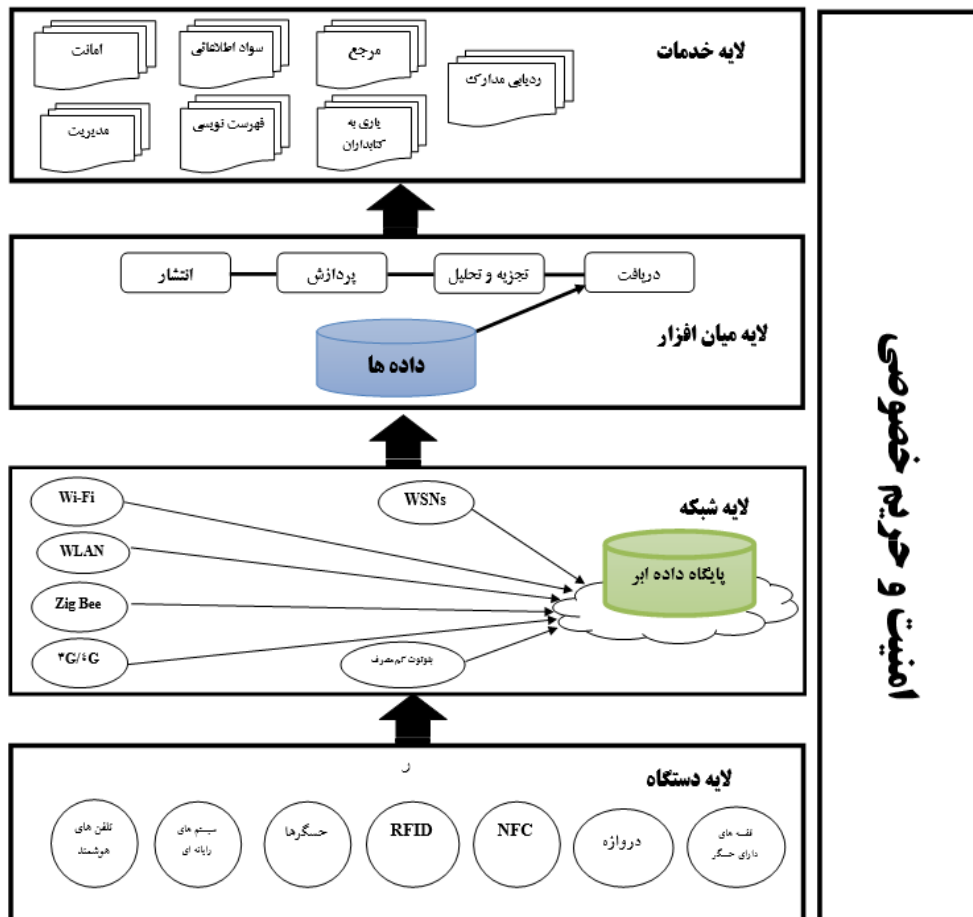 لایه خدمات
ردیابی مدارک
مرجع
سواد اطلاعاتی
امانت
یاری به
کتابداران
فهرست نویسی
مدیریت
لایه میان افزار
دریافت
تجزیه و تحلیل
پردازش
انتشار
داده ها
لایه شبکه
پایگاه داده ابر
WSNs
Wi-Fi
WLAN
Zig Bee
۳G/٤G
بلوتوث کم مصرف
لایه دستگاه
ر
قفسه های
دارای حسگر
دروازه
NFC
RFID
حسگرها
سیستم های
رایانه ای
تلفن های
هوشمند
امنیت و حریم خصوصی